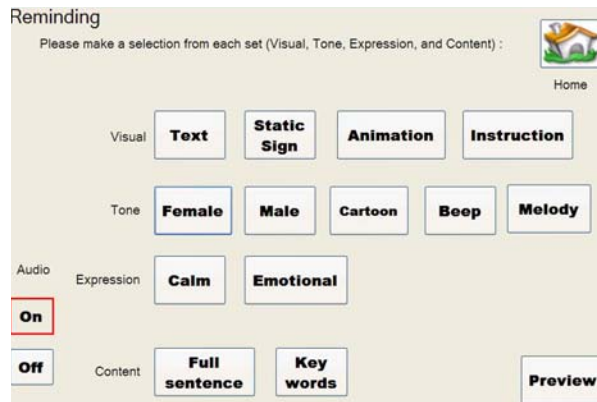 Reminding
Please make a selection from each set (Visual, Tone, Expression, and Content) :
Home
Visual
Text
Static
Sign
Animation
Instruction
Tone
Female
Male
Cartoon
Beep
Melody
Audio
Expression
Calm
Emotional
On
Off
Content
Full
sentence
Key
words
Preview